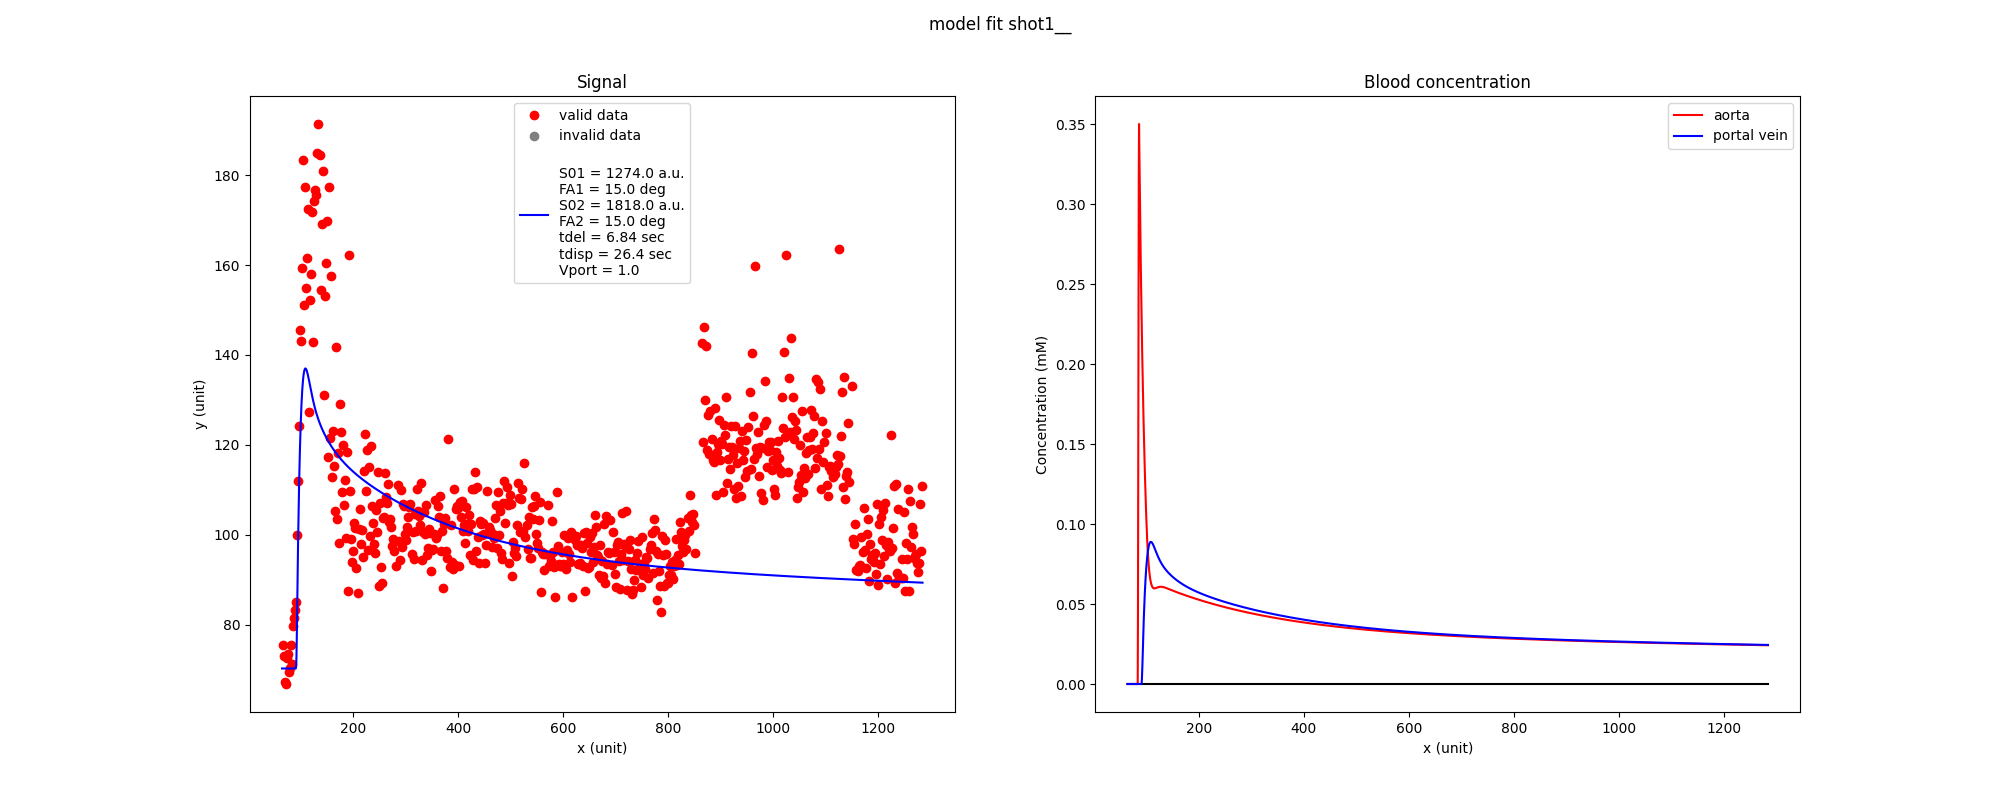 model fit shot1__
Signal
valid data
invalid data
S01 = 1274.0 a.u.
FA1 = 15.0 deg
S02 = 1818.0 a.u.
FA2 = 15.0 deg
tdel = 6.84 sec
tdisp = 26.4 sec
Vport = 1.0
y (unit)
180
160
140
120
100
80
200 400 600 800 1000 1200
x (unit)
Blood concentration
aorta
portal vein
Concentration (mM)
0.35
0.30
0.25
0.20
0.15
0.10
0.05
0.00
200 400 600 800 1000 1200
x (unit)